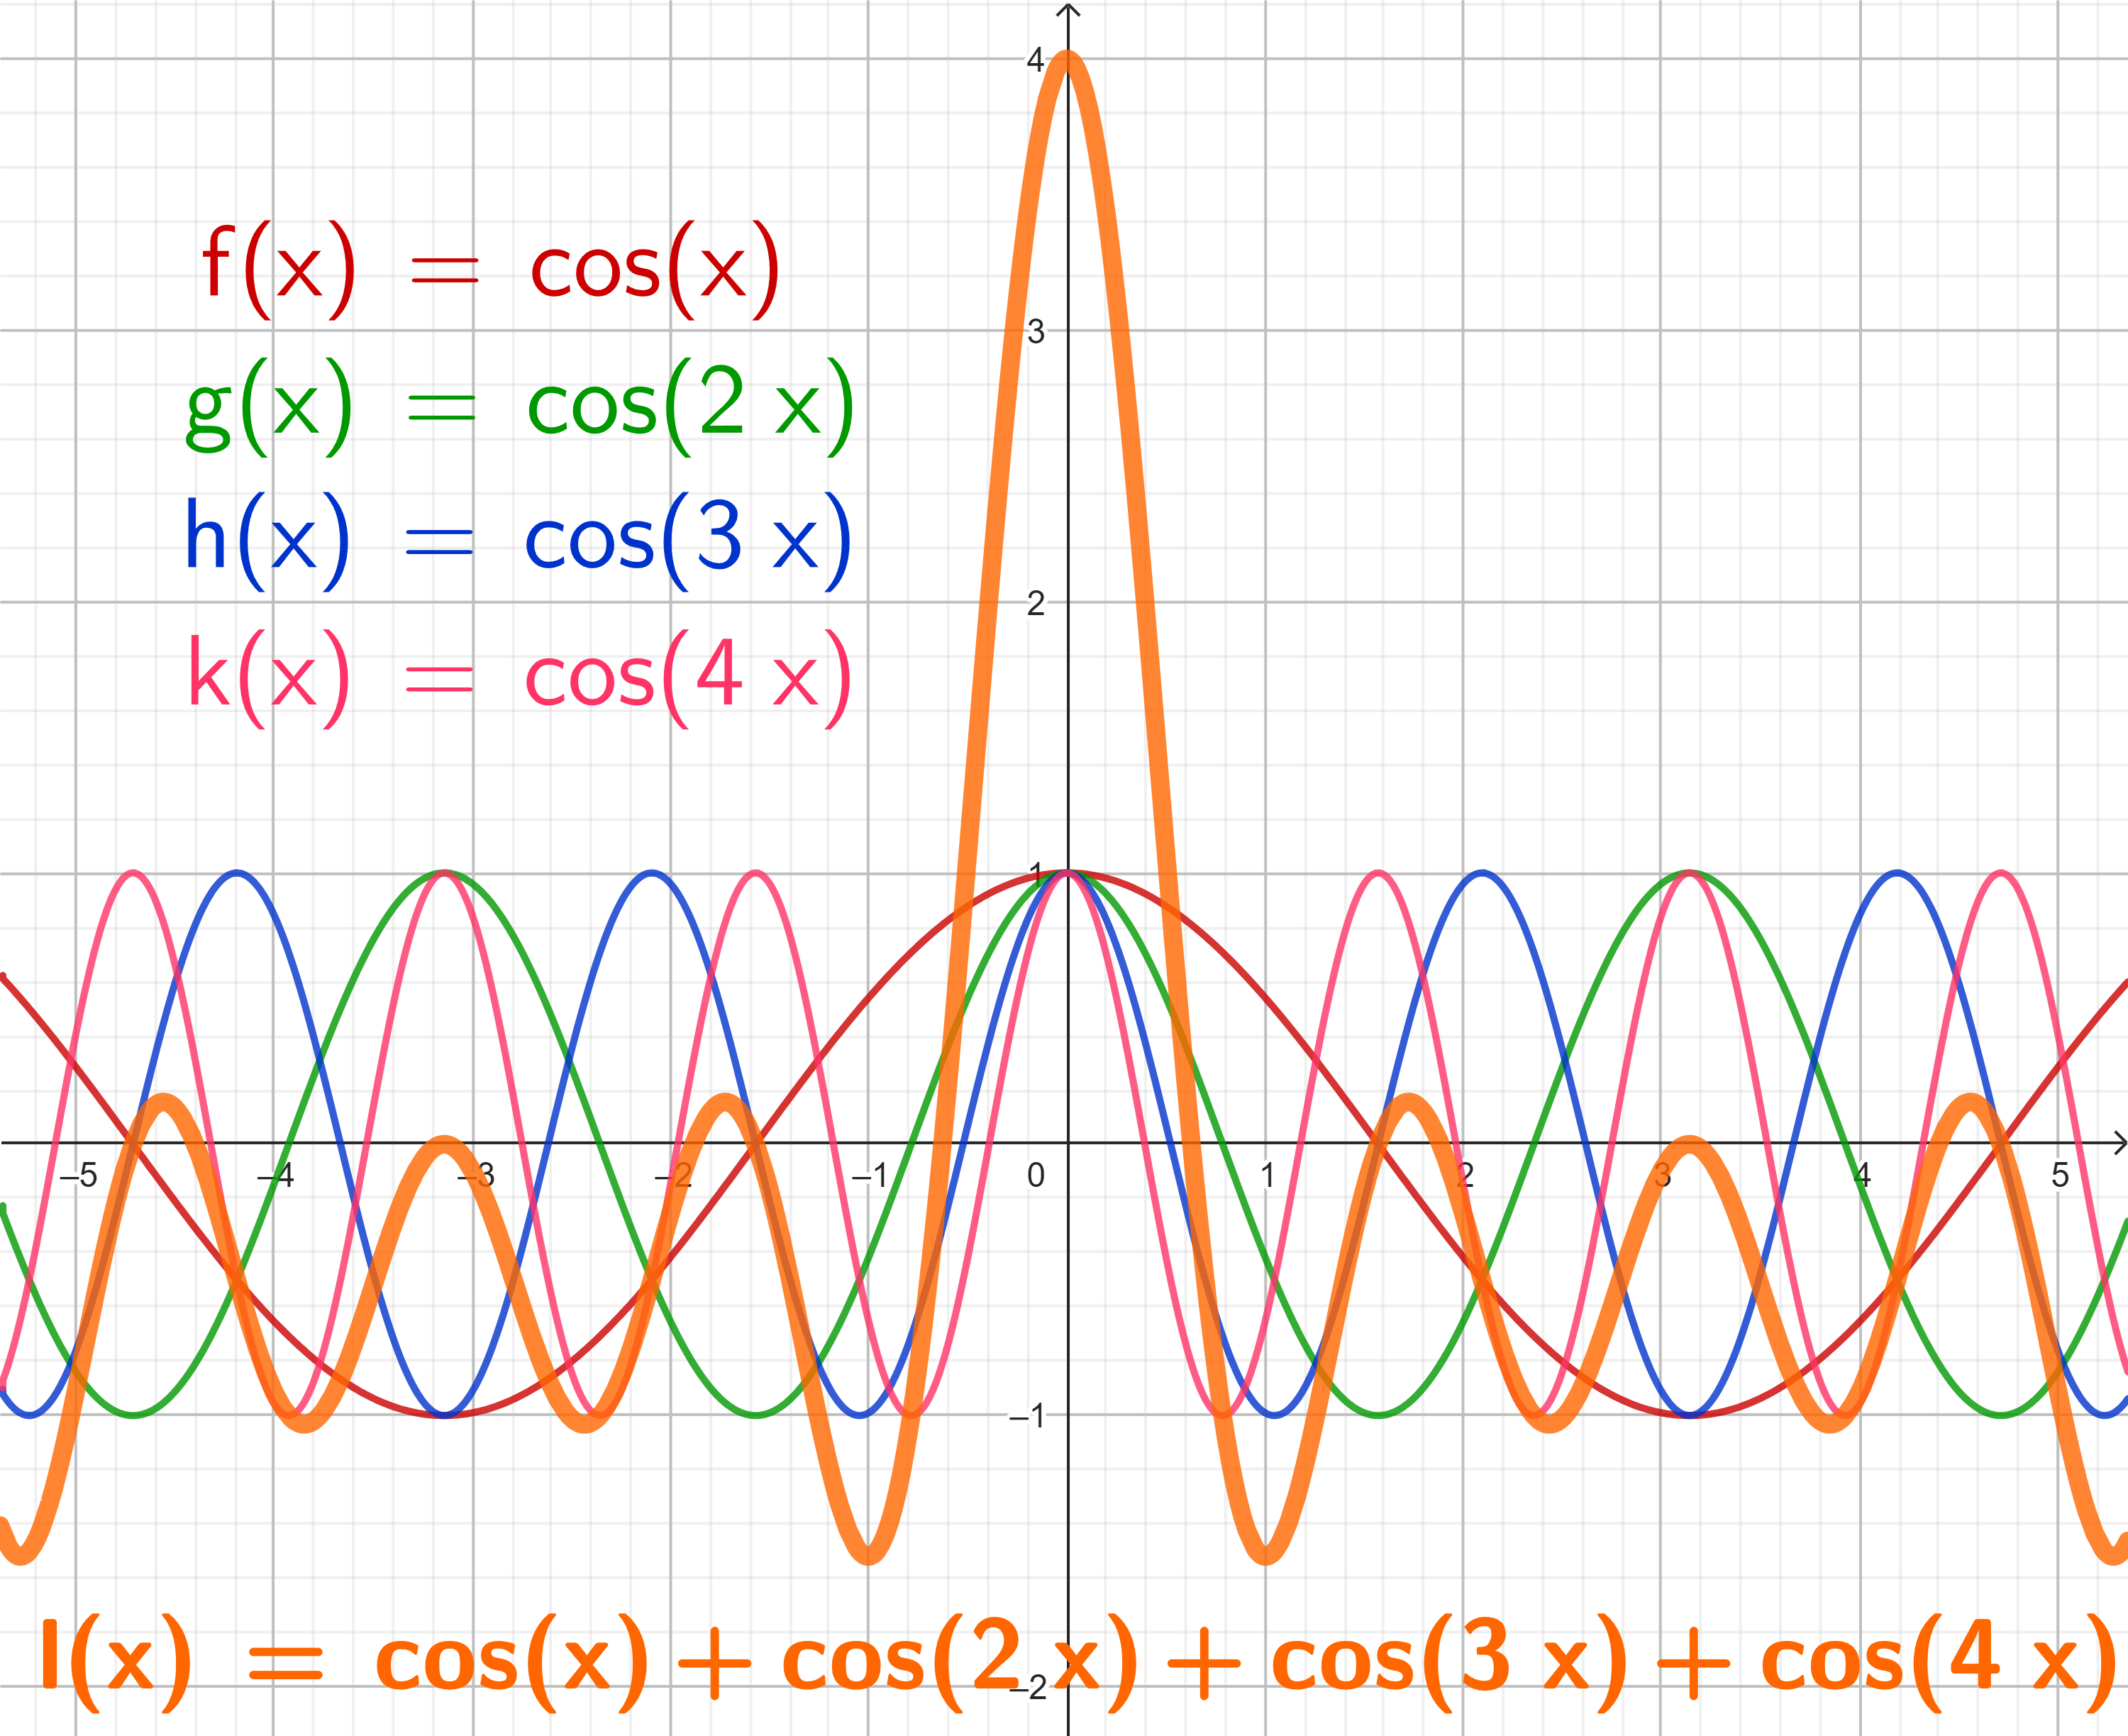 4
f(x) = cos(x)
3
g(x) = cos(2 x)
h(x) = cos(3 x)
2
k(x) = cos(4 x)
1
−5 −4 −3 −2 −1 0 1 2 3 4 5
−1
l(x) = cos(x) + cos(2 x) + cos(3 x) + cos(4 x)
−2